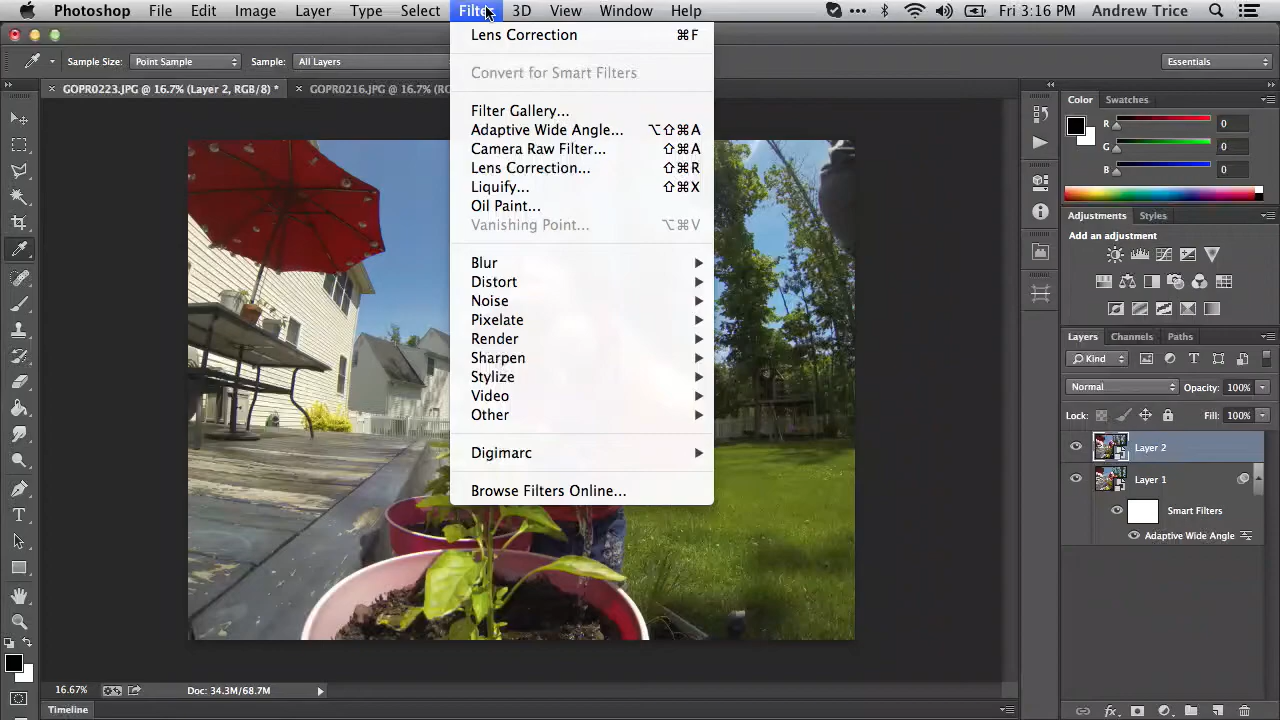 Photoshop File Edit Image Layer Type Select Filter 3D View Window Help Fri 3:16 PM Andrew Trice
Sample Size: Point Sample Sample: All Layers Essentials
× GOPR0223.JPG @ 16.7% (Layer 2, RGB/8) * × GOPR0216.JPG @ 16.7% (RG
Lens Correction ⌘F
Convert for Smart Filters
Filter Gallery...
Adaptive Wide Angle... ⌥⇧⌘A
Camera Raw Filter... ⇧⌘A
Lens Correction... ⇧⌘R
Liquify... ⇧⌘X
Oil Paint...
Vanishing Point... ⌥⌘V
Blur
Distort
Noise
Pixelate
Render
Sharpen
Stylize
Video
Other
Digimarc
Browse Filters Online...
Color Swatches
R 0
G 0
B 0
Adjustments Styles
Add an adjustment
Layers Channels Paths
Kind
Normal Opacity: 100%
Lock: Fill: 100%
Layer 2
Layer 1
Smart Filters
Adaptive Wide Angle
16.67% Doc: 34.3M/68.7M
Timeline